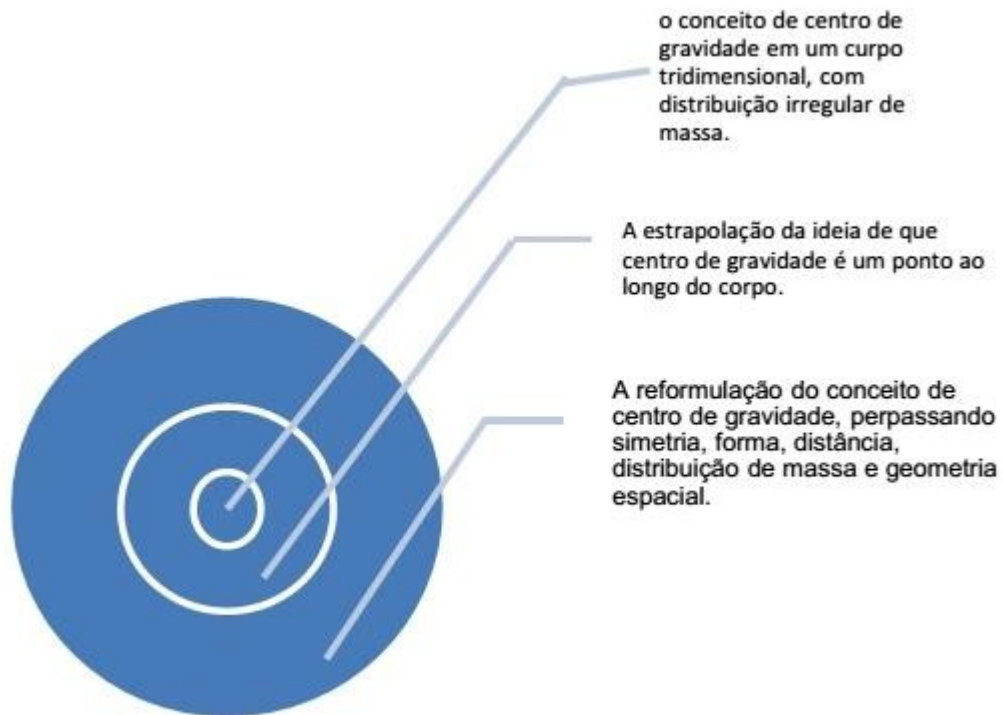 o conceito de centro de
gravidade em um curpo
tridimensional, com
distribuição irregular de
massa.
A estrapolação da ideia de que
centro de gravidade é um ponto ao
longo do corpo.
A reformulação do conceito de
centro de gravidade, perpassando
simetria, forma, distância,
distribuição de massa e geometria
espacial.